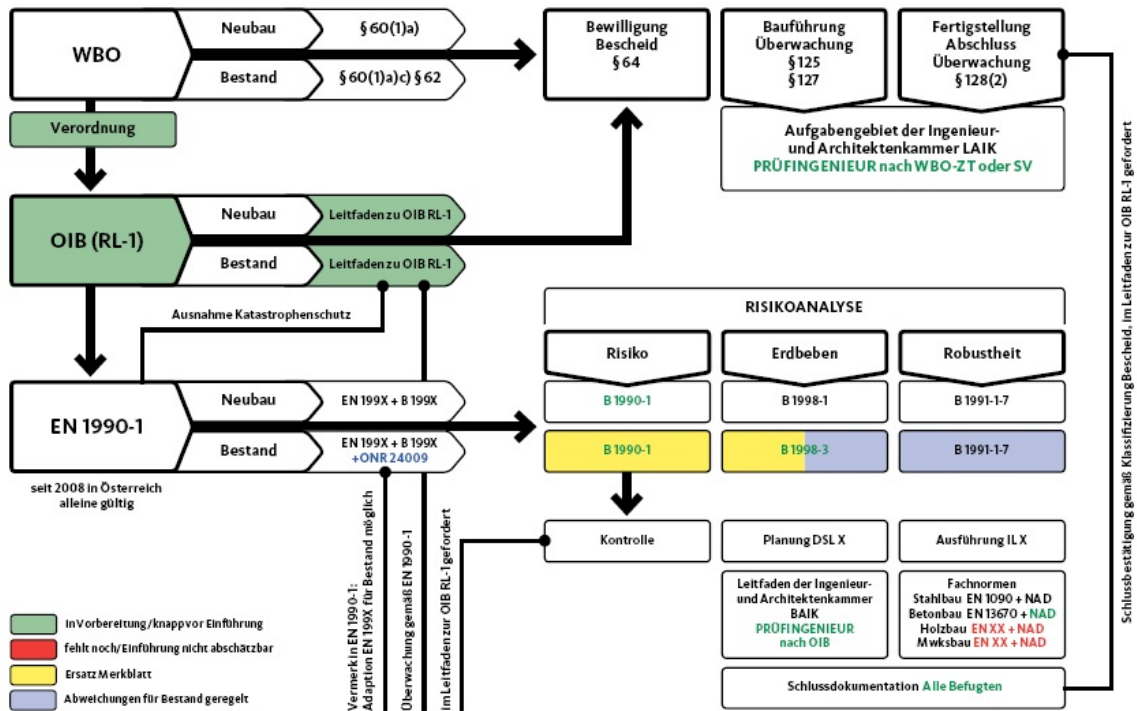 WBO
Neubau
§ 60(1)a)
Bestand
§ 60(1)a)c) § 62
Bewilligung
Bescheid
§ 64
Bauführung
Überwachung
§ 125
§ 127
Fertigstellung
Abschluss
Überwachung
§ 128(2)
Verordnung
Aufgabengebiet der Ingenieur-
und Architektenkammer LAIK
PRÜFINGENIEUR nach WBO-ZT oder SV
OIB (RL-1)
Neubau
Leitfaden zu OIB RL-1
Bestand
Leitfaden zu OIB RL-1
Ausnahme Katastrophenschutz
RISIKOANALYSE
Risiko
Erdbeben
Robustheit
EN 1990-1
Neubau
EN 199X + B 199X
Bestand
EN 199X + B 199X
+ONR 24009
B 1990-1
B 1998-1
B 1991-1-7
B 1990-1
B 1998-3
B 1991-1-7
seit 2008 in Österreich
alleine gültig
Kontrolle
Planung DSL X
Ausführung IL X
Leitfaden der Ingenieur-
und Architektenkammer
BAIK
PRÜFINGENIEUR
nach OIB
Fachnormen
Stahlbau EN 1090 + NAD
Betonbau EN 13670 + NAD
Holzbau EN XX + NAD
Mwksbau EN XX + NAD
Schlussdokumentation Alle Befugten
In Vorbereitung/knapp vor Einführung
fehlt noch/Einführung nicht abschätzbar
Ersatz Merkblatt
Abweichungen für Bestand geregelt
Vermerk in EN 1990-1:
Adaption EN 199X für Bestand möglich
Überwachung gemäß EN 1990-1
im Leitfaden zur OIB RL-1 gefordert
Schlussbestätigung gemäß Klassifizierung Bescheid, im Leitfaden zur OIB RL-1 gefordert